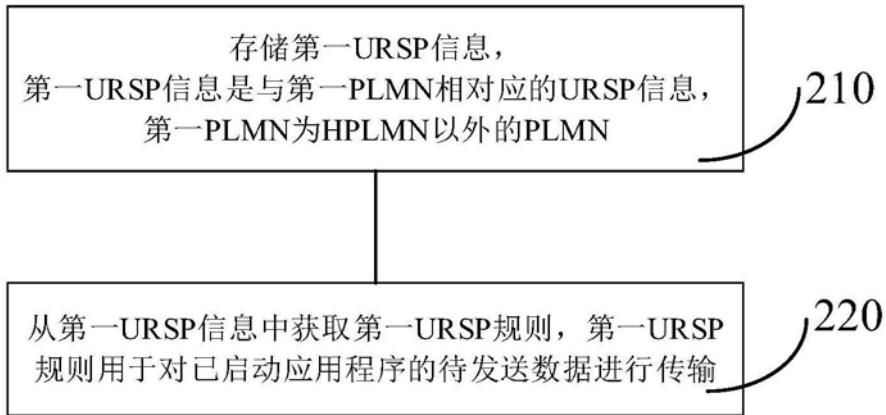 存储第一URSP信息，
第一URSP信息是与第一PLMN相对应的URSP信息，
第一PLMN为HPLMN以外的PLMN
210
从第一URSP信息中获取第一URSP规则，第一URSP
规则用于对已启动应用程序的待发送数据进行传输
220